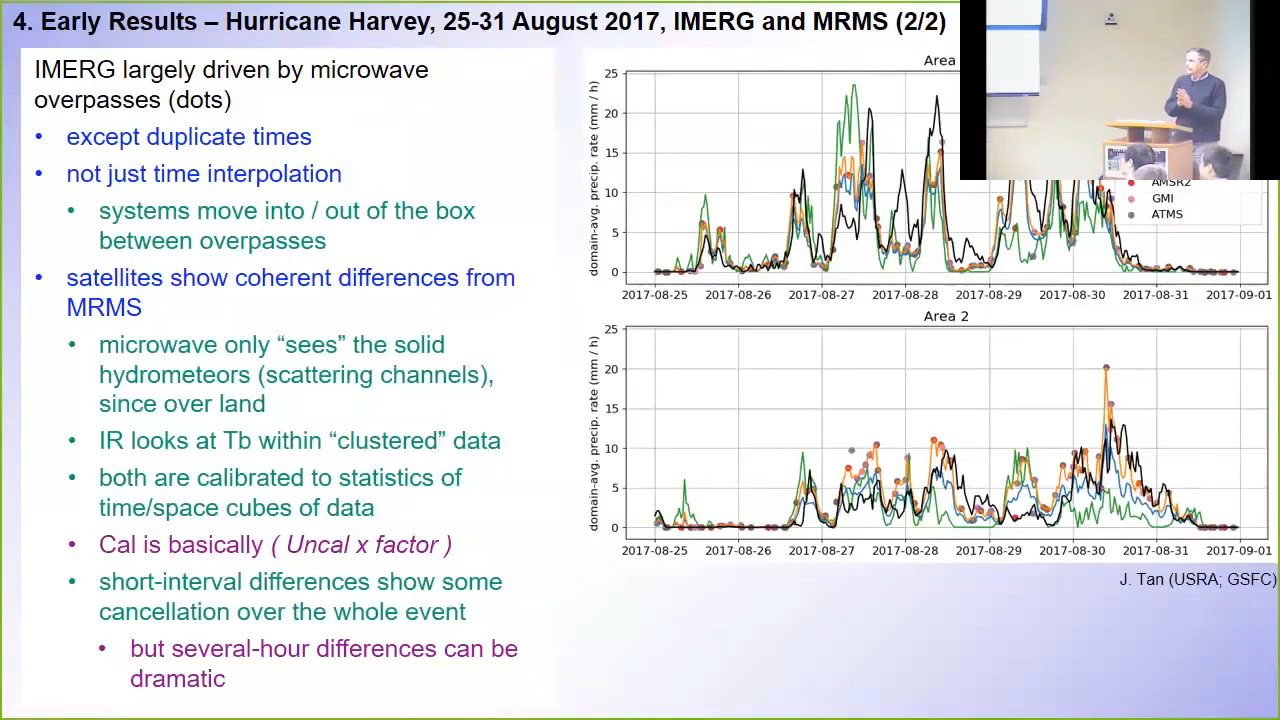 4. Early Results – Hurricane Harvey, 25-31 August 2017, IMERG and MRMS (2/2)
IMERG largely driven by microwave
overpasses (dots)
• except duplicate times
• not just time interpolation
• systems move into / out of the box
between overpasses
• satellites show coherent differences from
MRMS
• microwave only “sees” the solid
hydrometeors (scattering channels),
since over land
• IR looks at Tb within “clustered” data
• both are calibrated to statistics of
time/space cubes of data
• Cal is basically ( Uncal x factor )
• short-interval differences show some
cancellation over the whole event
• but several-hour differences can be
dramatic
Area
domain-avg. precip. rate (mm / h)
25
20
15
10
5
0
AMSR2
GMI
ATMS
2017-08-25 2017-08-26 2017-08-27 2017-08-28 2017-08-29 2017-08-30 2017-08-31 2017-09-01
Area 2
domain-avg. precip. rate (mm / h)
25
20
15
10
5
0
2017-08-25 2017-08-26 2017-08-27 2017-08-28 2017-08-29 2017-08-30 2017-08-31 2017-09-01
J. Tan (USRA; GSFC)